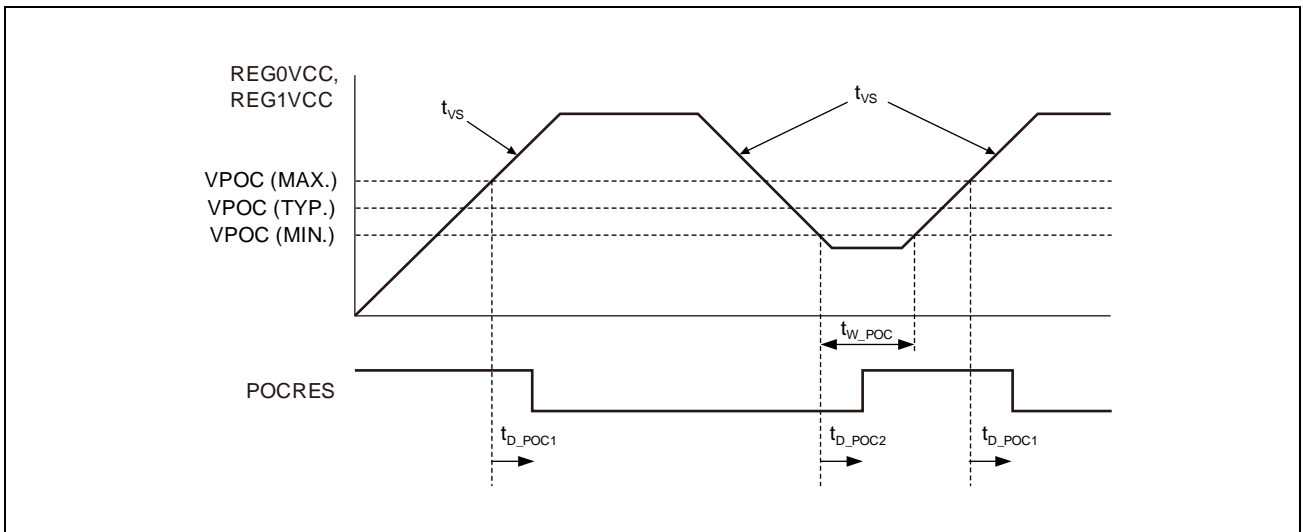 REG0VCC,
REG1VCC
tVS
tVS
VPOC (MAX.)
VPOC (TYP.)
VPOC (MIN.)
tW_POC
POCRES
tD_POC1
tD_POC2
tD_POC1